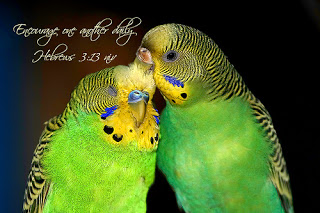 Encourage one another daily,
Hebrews 3:13 niv